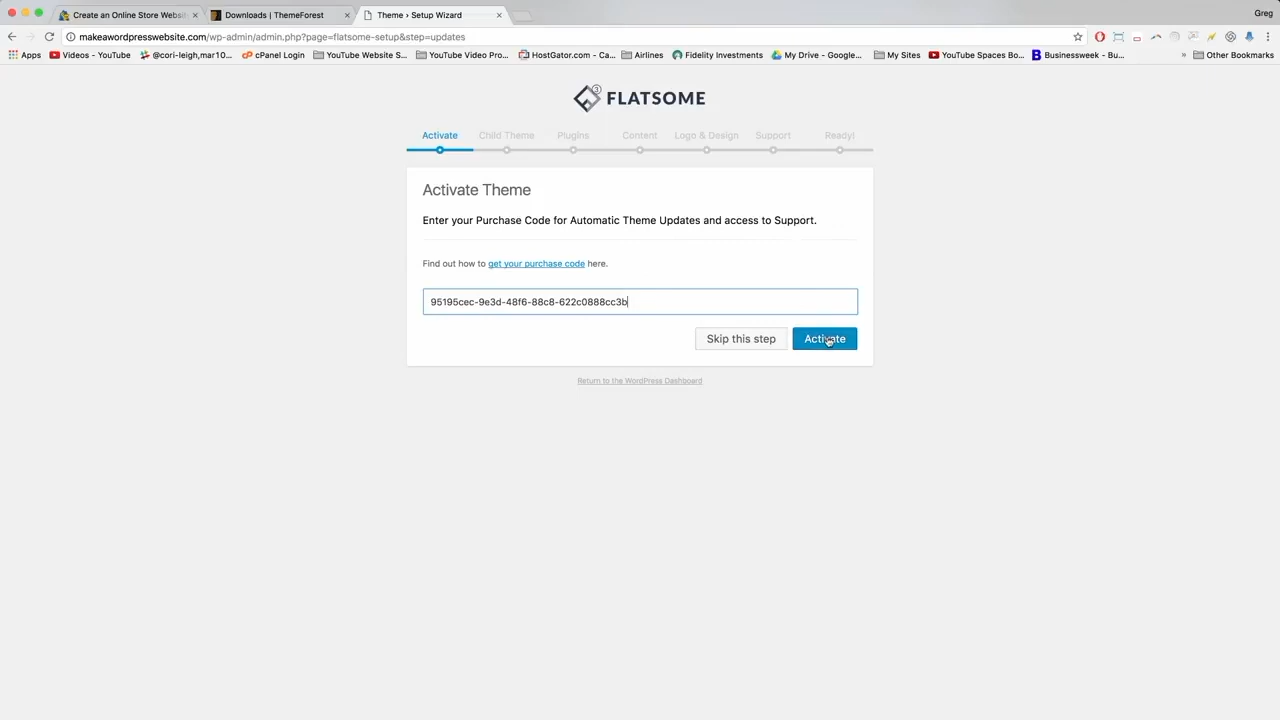 Create an Online Store Websi
Downloads | ThemeForest
Theme › Setup Wizard
Greg
makeawordpresswebsite.com/wp-admin/admin.php?page=flatsome-setup&step=updates
Apps
Videos - YouTube
@cori-leigh,mar10...
cPanel Login
YouTube Website S...
YouTube Video Pro...
HostGator.com - Ca...
Airlines
Fidelity Investments
My Drive - Google...
My Sites
YouTube Spaces Bo...
Businessweek - Bu...
»
Other Bookmarks
3
FLATSOME
Activate
Child Theme
Plugins
Content
Logo & Design
Support
Ready!
Activate Theme
Enter your Purchase Code for Automatic Theme Updates and access to Support.
Find out how to get your purchase code here.
95195cec-9e3d-48f6-88c8-622c0888cc3b
Skip this step
Activate
Return to the WordPress Dashboard